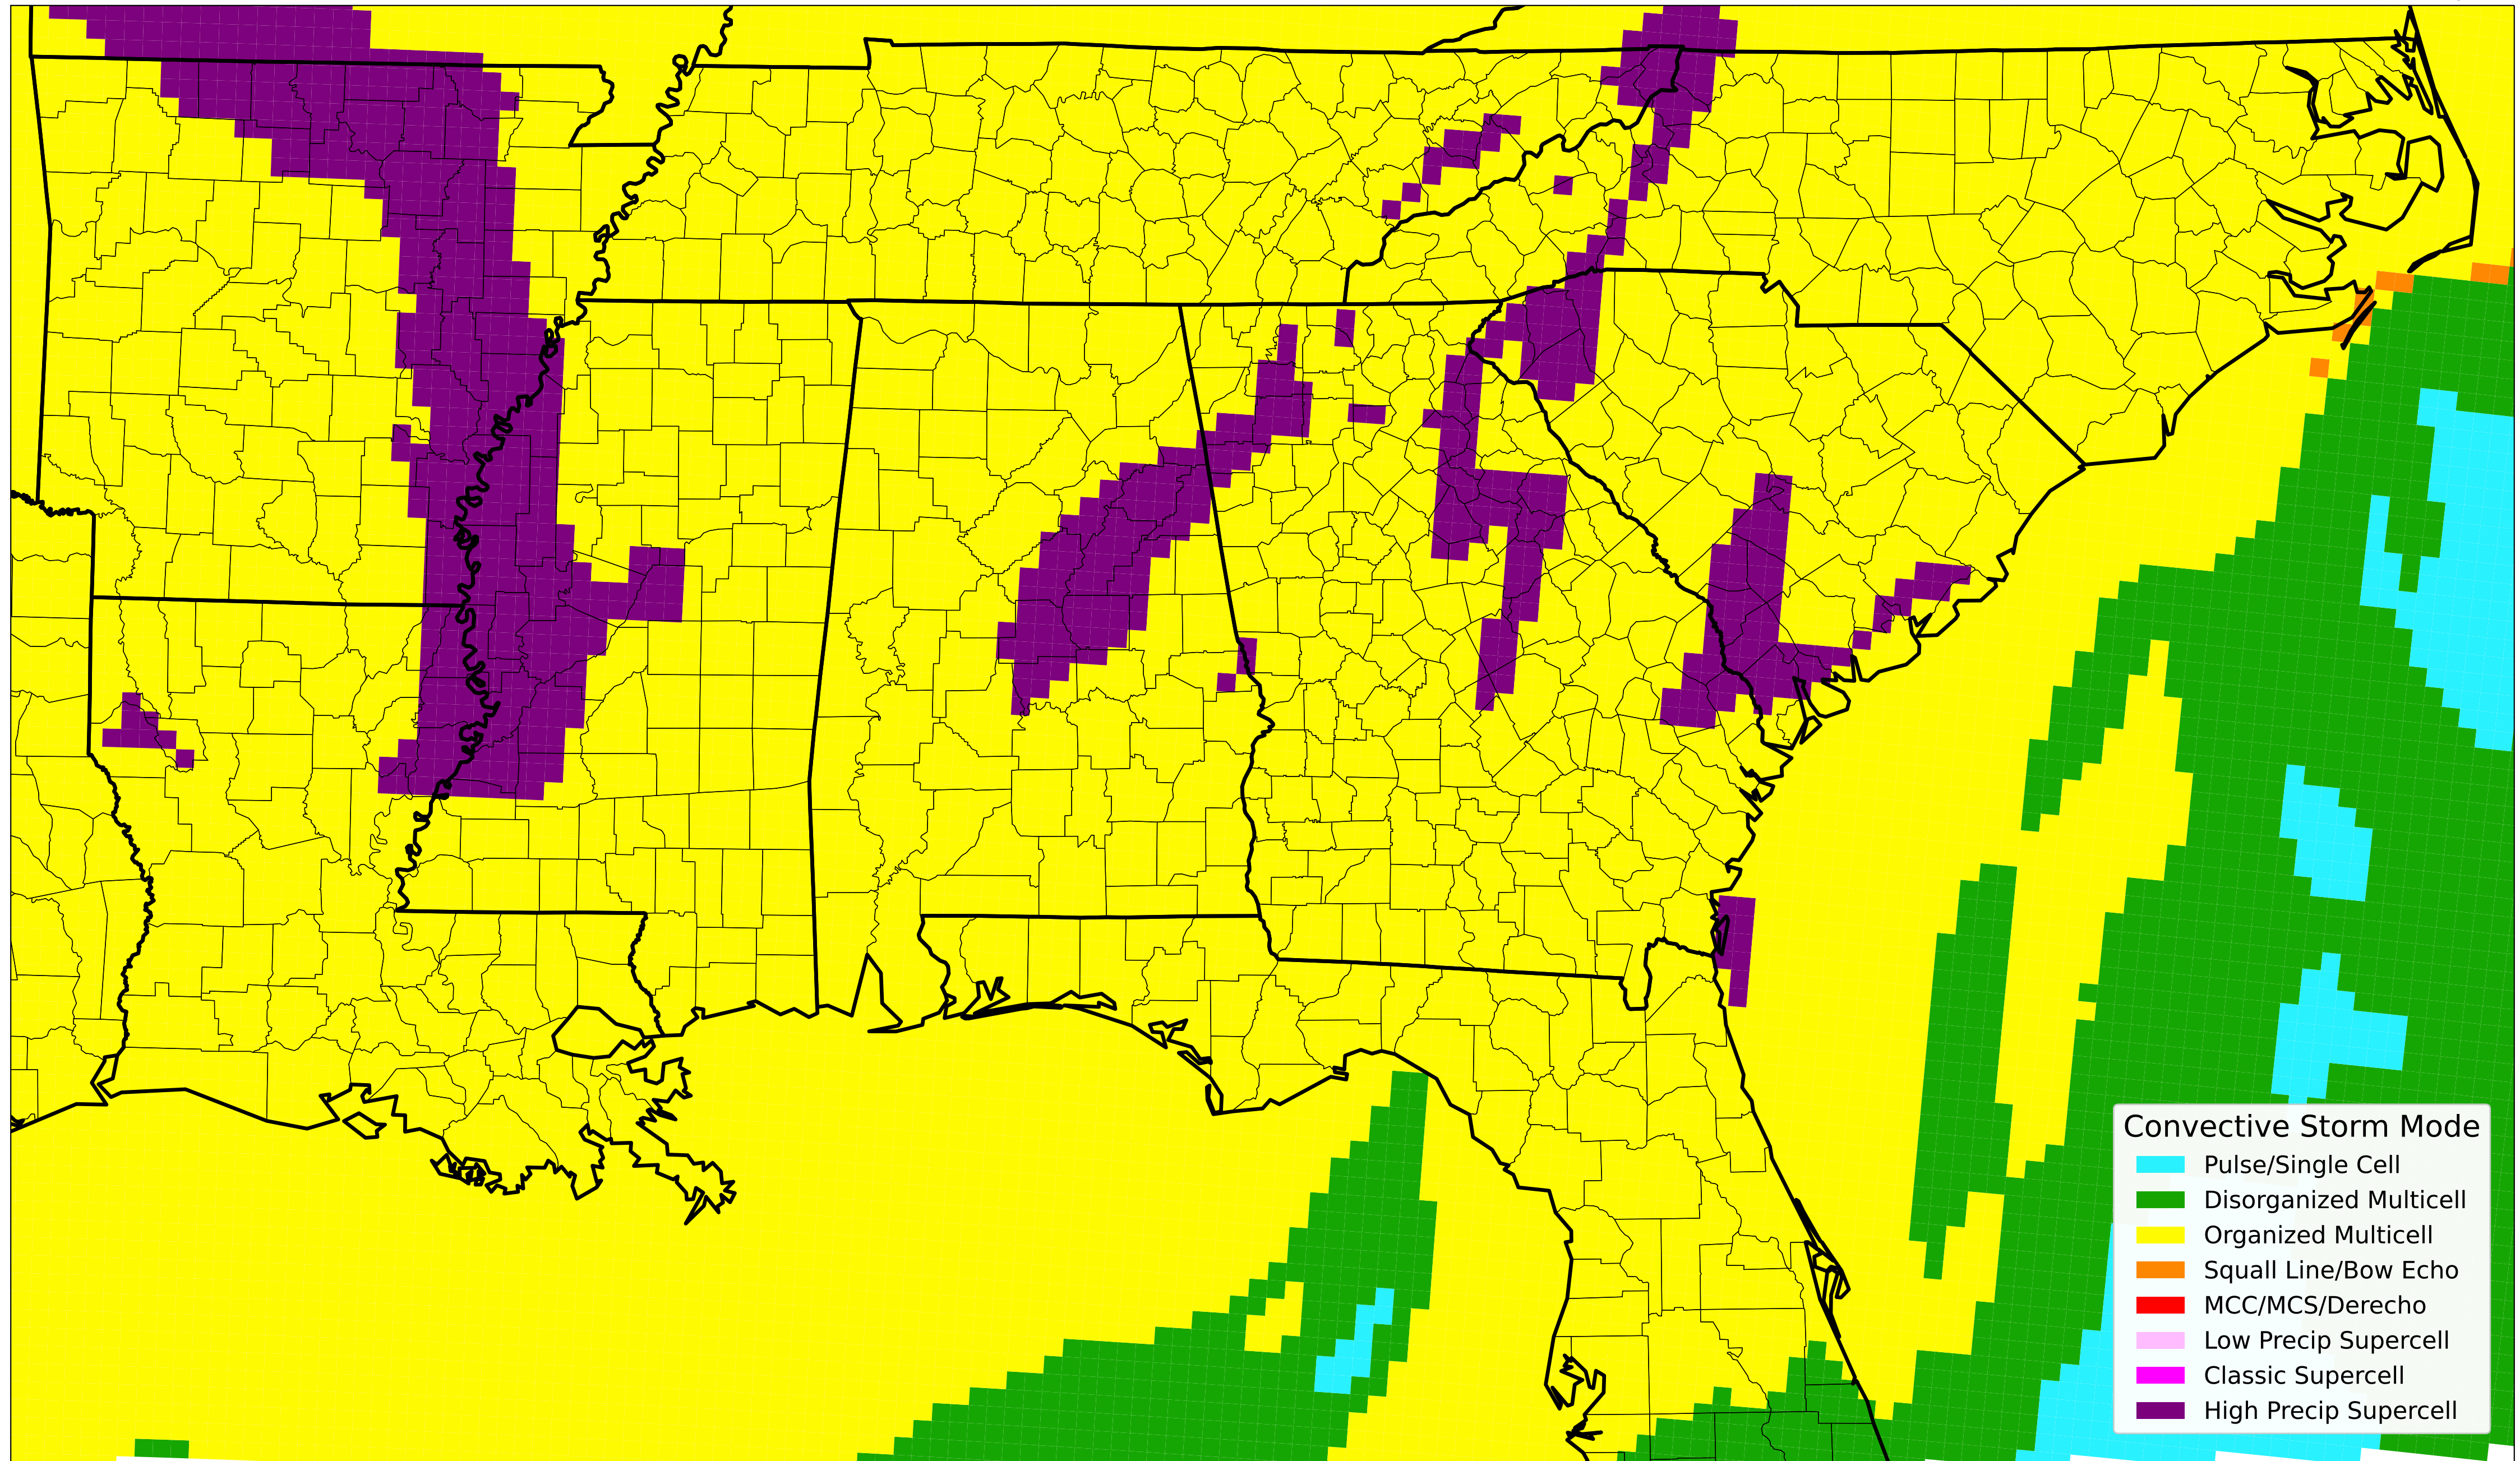 Convective Storm Mode
Pulse/Single Cell
Disorganized Multicell
Organized Multicell
Squall Line/Bow Echo
MCC/MCS/Derecho
Low Precip Supercell
Classic Supercell
High Precip Supercell